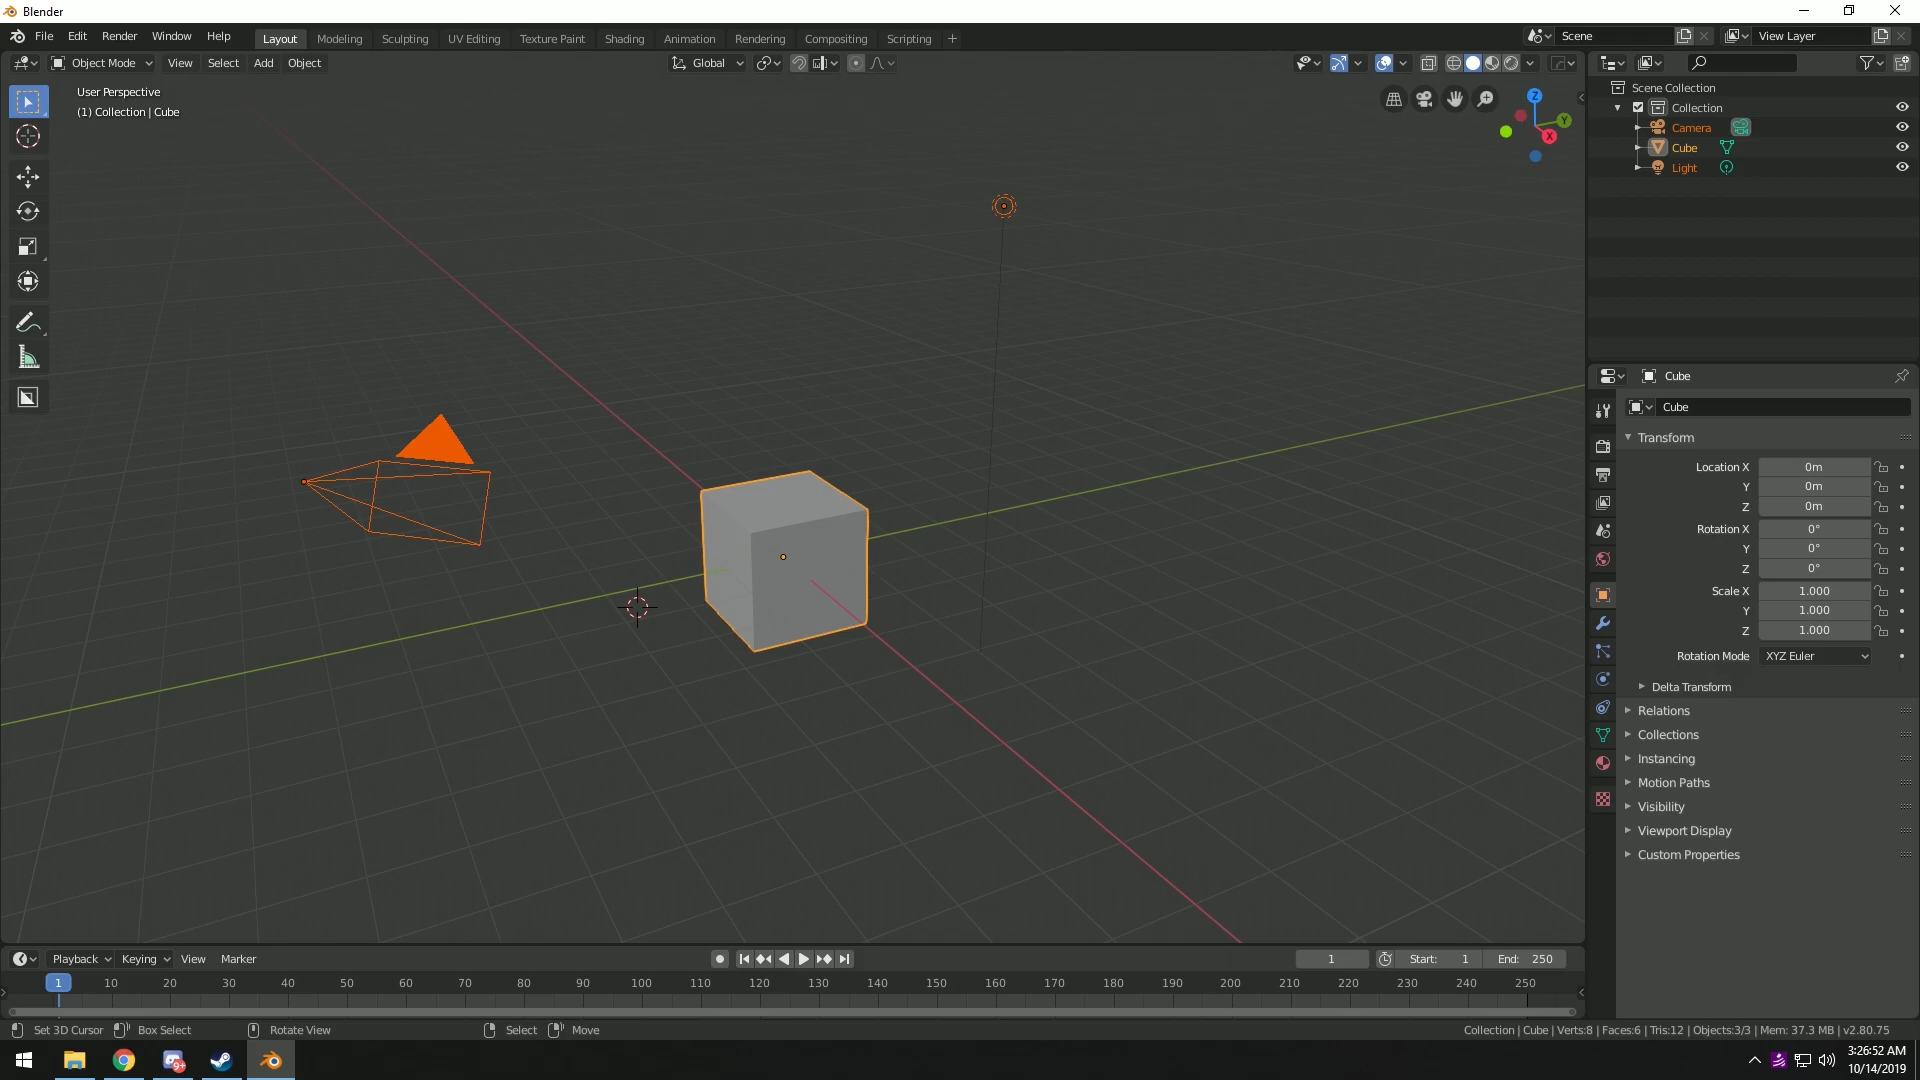 Blender
File Edit Render Window Help
Layout Modeling Sculpting UV Editing Texture Paint Shading Animation Rendering Compositing Scripting +
Scene
View Layer
Object Mode View Select Add Object
Global
User Perspective
(1) Collection | Cube
Z
Y
X
Scene Collection
Collection
Camera
Cube
Light
Cube
Cube
Transform
Location X 0m
Y 0m
Z 0m
Rotation X 0°
Y 0°
Z 0°
Scale X 1.000
Y 1.000
Z 1.000
Rotation Mode XYZ Euler
Delta Transform
Relations
Collections
Instancing
Motion Paths
Visibility
Viewport Display
Custom Properties
Playback Keying View Marker
1 Start: 1 End: 250
1 10 20 30 40 50 60 70 80 90 100 110 120 130 140 150 160 170 180 190 200 210 220 230 240 250
Set 3D Cursor Box Select Rotate View Select Move
Collection | Cube | Verts:8 | Faces:6 | Tris:12 | Objects:3/3 | Mem: 37.3 MB | v2.80.75
9+
3:26:52 AM
10/14/2019